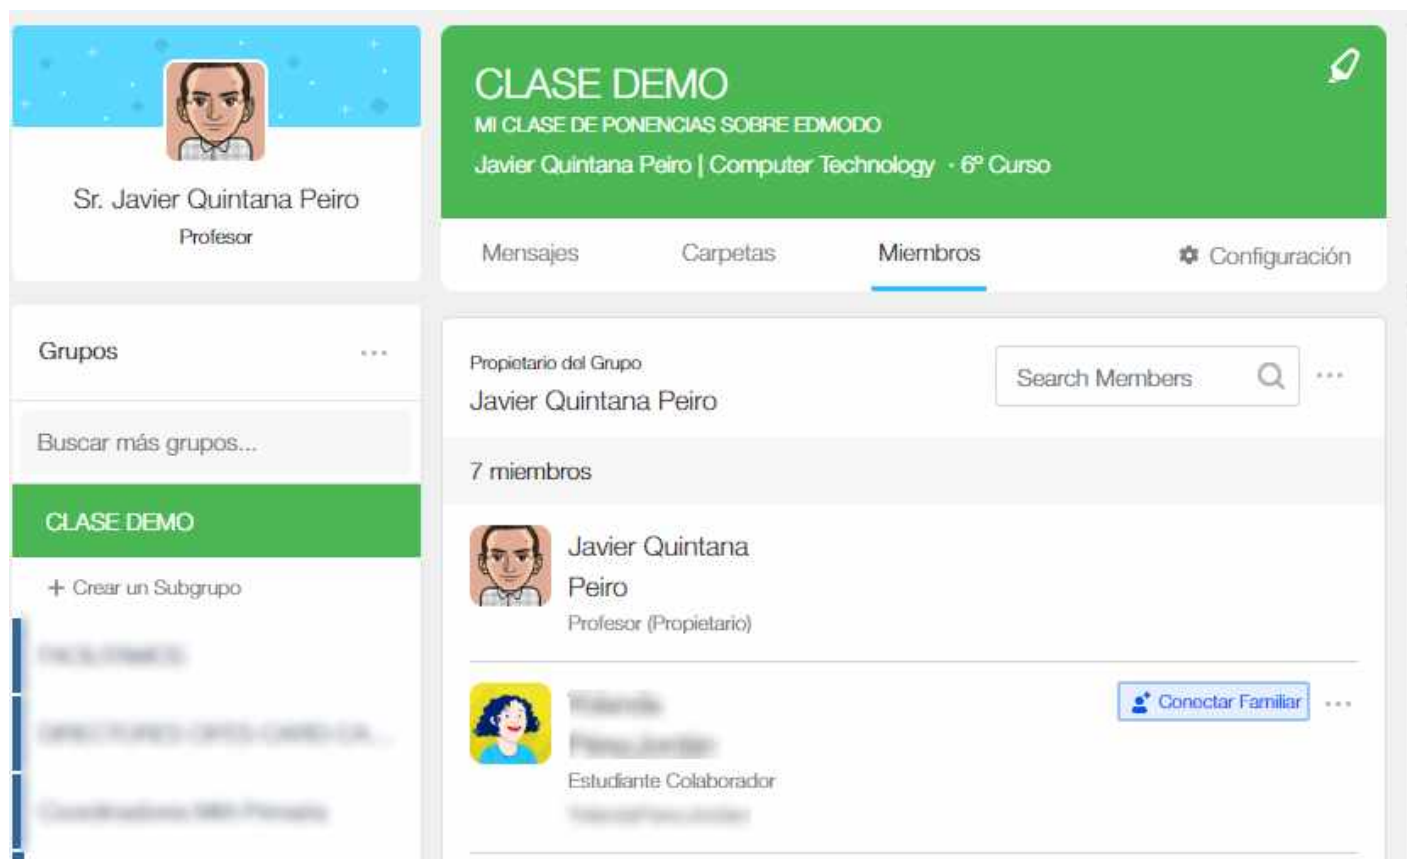 Sr. Javier Quintana Peiro
Profesor
Grupos
Buscar más grupos...
CLASE DEMO
+ Crear un Subgrupo
CLASE DEMO
MI CLASE DE PONENCIAS SOBRE EDMODO
Javier Quintana Peiro | Computer Technology · 6º Curso
Mensajes Carpetas Miembros Configuración
Propietario del Grupo
Javier Quintana Peiro
Search Members
7 miembros
Javier Quintana
Peiro
Profesor (Propietario)
Conectar Familiar
Estudiante Colaborador